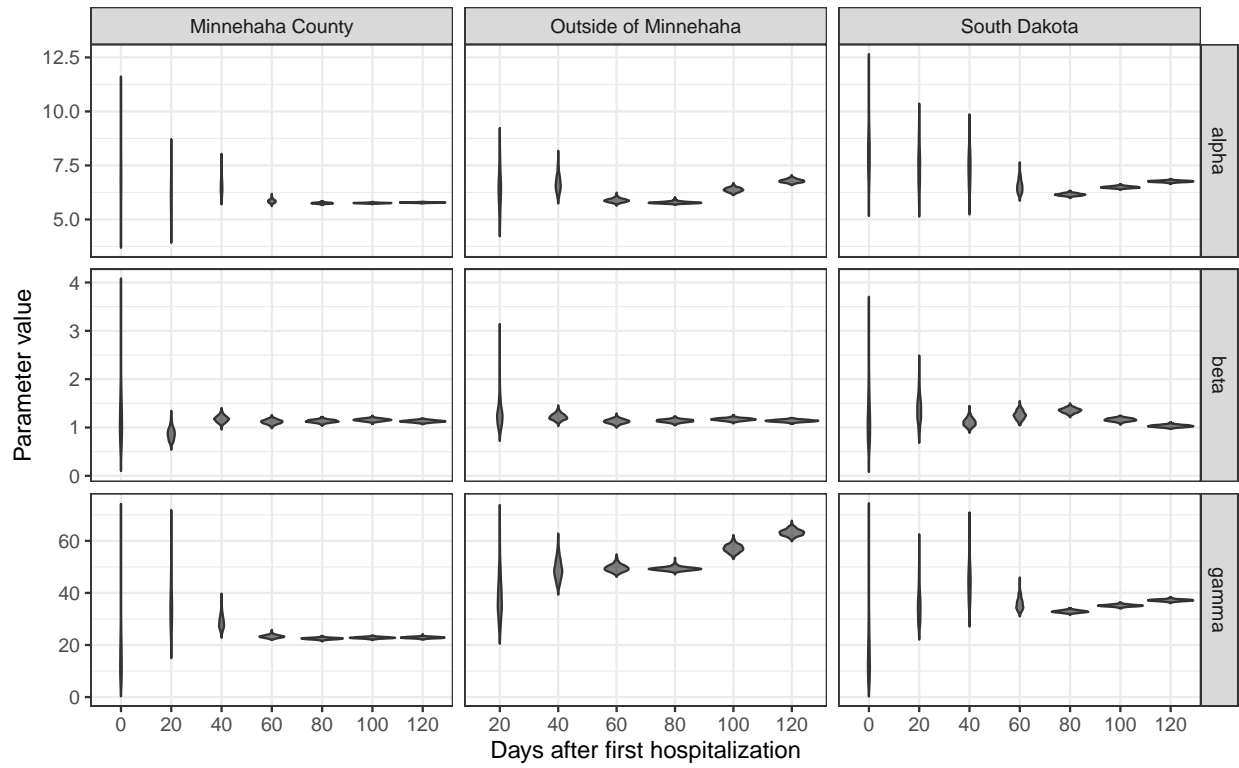 Minnehaha County
Outside of Minnehaha
South Dakota
12.5
10.0
7.5
5.0
alpha
4
3
2
1
0
beta
60
40
20
0
gamma
Parameter value
0 20 40 60 80 100 120
20 40 60 80 100 120
0 20 40 60 80 100 120
Days after first hospitalization